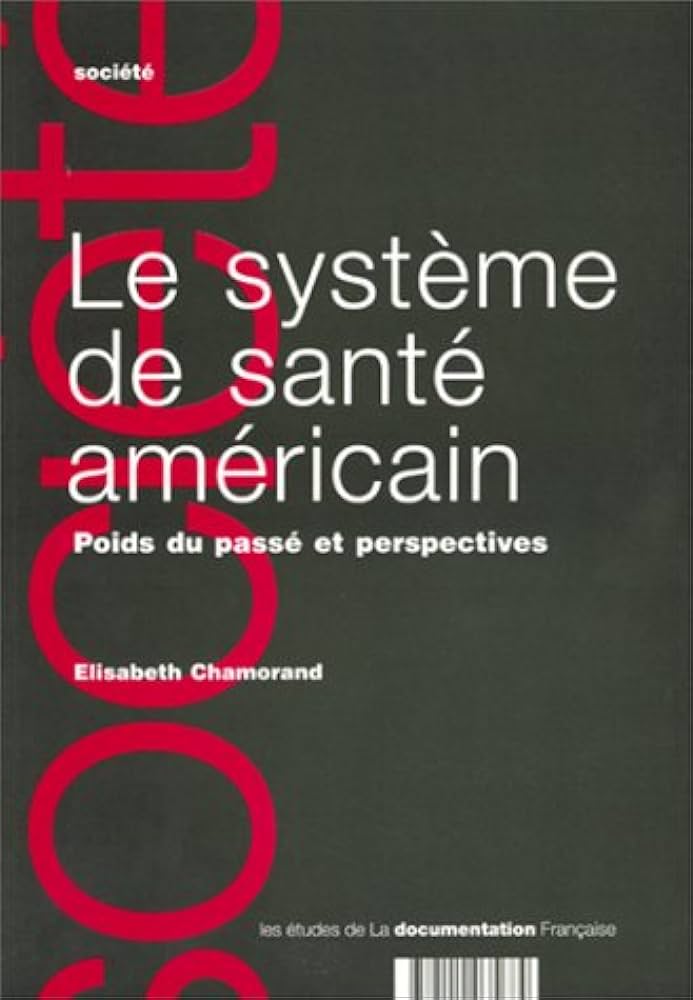 société
société
Le système
de santé
américain
Poids du passé et perspectives
Elisabeth Chamorand
les études de La documentation Française